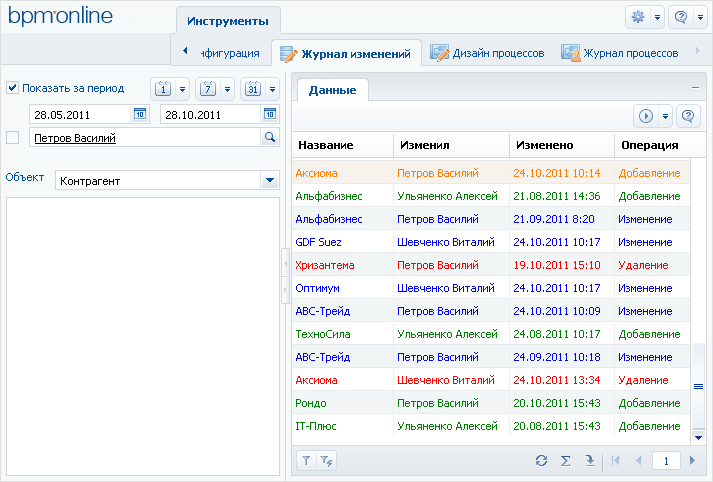 bpm'online
Инструменты
нфигурация Журнал изменений Дизайн процессов Журнал процессов
Показать за период 1 7 31
28.05.2011 28.10.2011
Петров Василий
Объект Контрагент
Данные
Название Изменил Изменено Операция
Аксиома Петров Василий 24.10.2011 10:14 Добавление
Альфабизнес Ульяненко Алексей 21.08.2011 14:36 Добавление
Альфабизнес Петров Василий 21.09.2011 8:20 Изменение
GDF Suez Шевченко Виталий 24.10.2011 10:17 Изменение
Хризантема Петров Василий 19.10.2011 15:10 Удаление
Оптимум Шевченко Виталий 24.10.2011 10:17 Изменение
АВС-Трейд Петров Василий 24.10.2011 10:09 Изменение
ТехноСила Ульяненко Алексей 24.08.2011 10:17 Добавление
АВС-Трейд Петров Василий 24.09.2011 10:18 Изменение
Аксиома Шевченко Виталий 24.10.2011 13:34 Удаление
Рондо Петров Василий 20.10.2011 15:43 Добавление
IT-Плюс Ульяненко Алексей 20.08.2011 15:43 Добавление
1